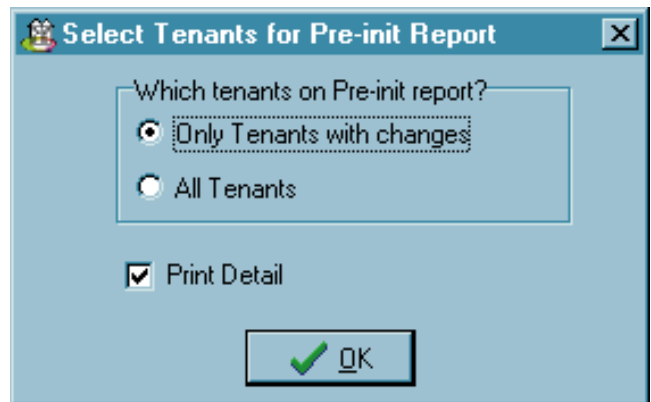 Select Tenants for Pre-init Report
Which tenants on Pre-init report?
Only Tenants with changes
All Tenants
Print Detail
OK